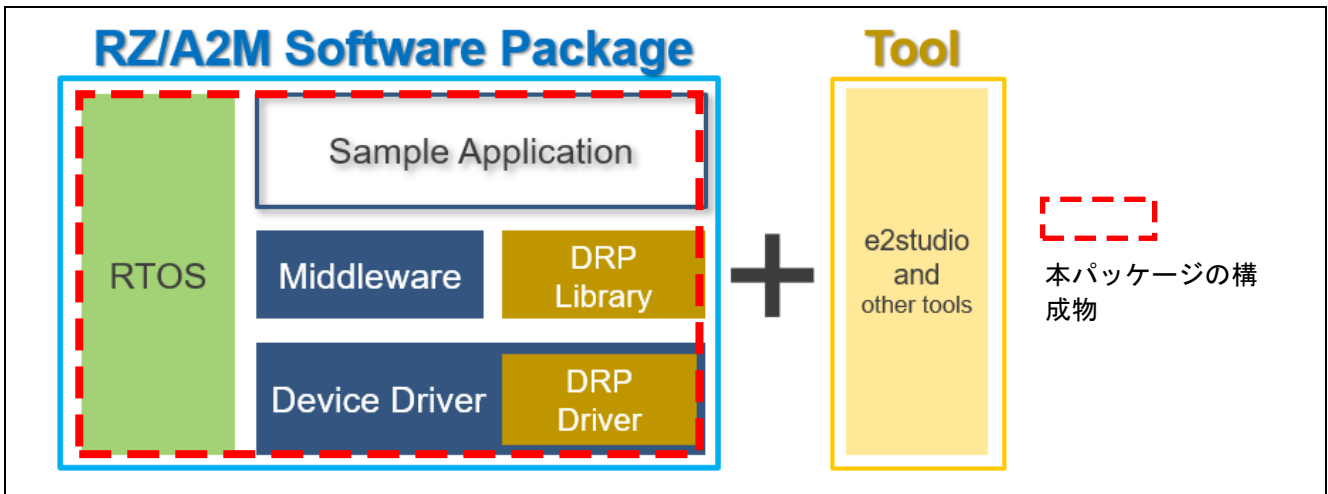 RZ/A2M Software Package
Tool
RTOS
Sample Application
Middleware
DRP
Library
Device Driver
DRP
Driver
e2studio
and
other tools
本パッケージの構
成物